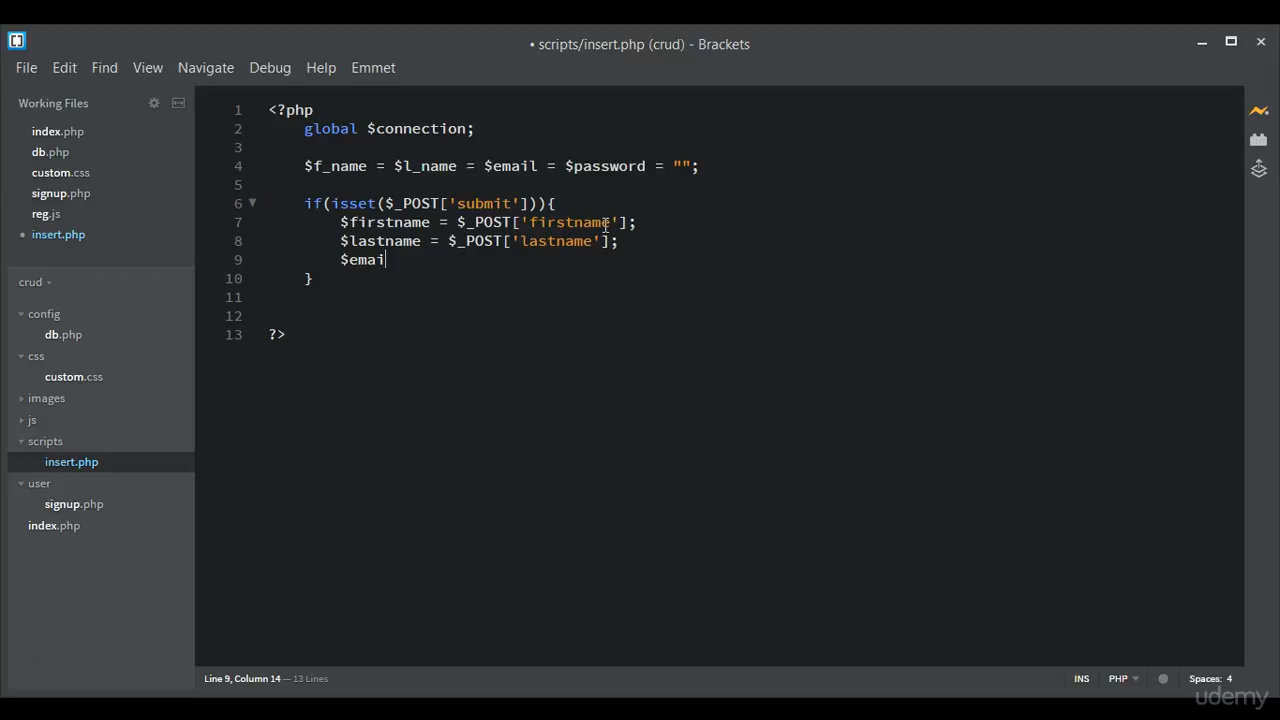 • scripts/insert.php (crud) - Brackets
File Edit Find View Navigate Debug Help Emmet
Working Files
index.php
db.php
custom.css
signup.php
reg.js
• insert.php
crud
config
db.php
css
custom.css
images
js
scripts
insert.php
user
signup.php
index.php
1 <?php
2 global $connection;
3
4 $f_name = $l_name = $email = $password = "";
5
6 if(isset($_POST['submit'])){
7 $firstname = $_POST['firstname'];
8 $lastname = $_POST['lastname'];
9 $emai
10 }
11
12
13 ?>
Line 9, Column 14 — 13 Lines
INS PHP Spaces: 4
udemy